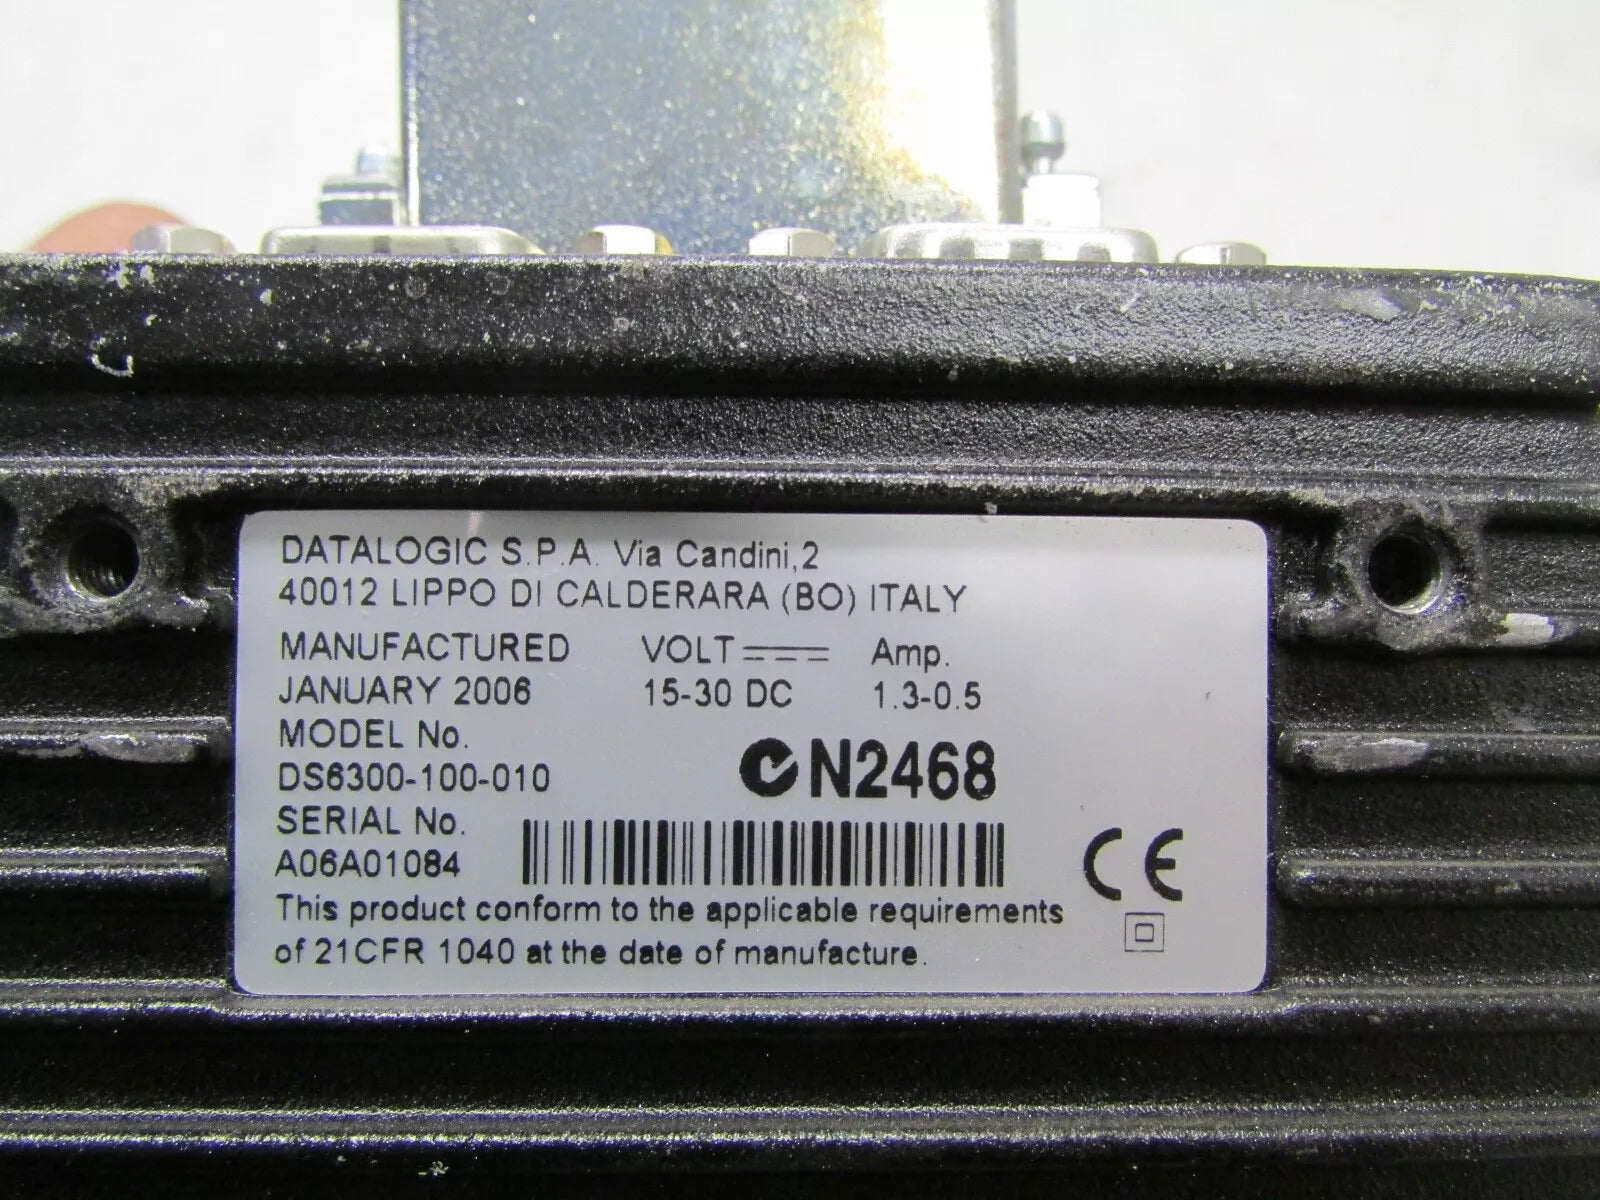 DATALOGIC S.P.A. Via Candini,2
40012 LIPPO DI CALDERARA (BO) ITALY
MANUFACTURED VOLT Amp.
JANUARY 2006 15-30 DC 1.3-0.5
MODEL No.
DS6300-100-010
N2468
SERIAL No.
A06A01084
CE
This product conform to the applicable requirements
of 21CFR 1040 at the date of manufacture.